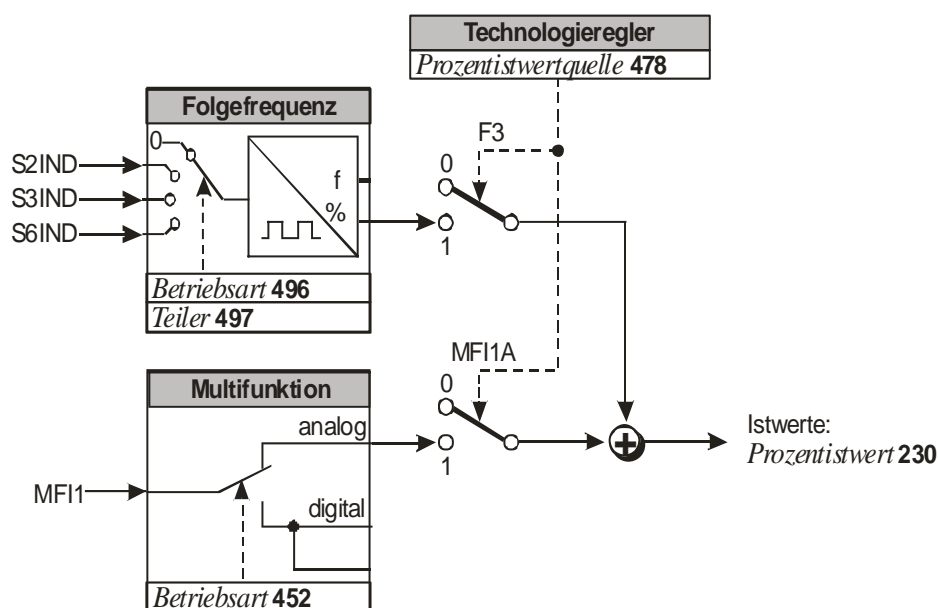 Technologieregler
Prozentistwertquelle 478
Folgefrequenz
0
S2IND
S3IND
S6IND
f
%
Betriebsart 496
Teiler 497
F3
0
1
Multifunktion
analog
MFI1
digital
Betriebsart 452
MFI1A
0
1
Istwerte:
Prozentistwert 230